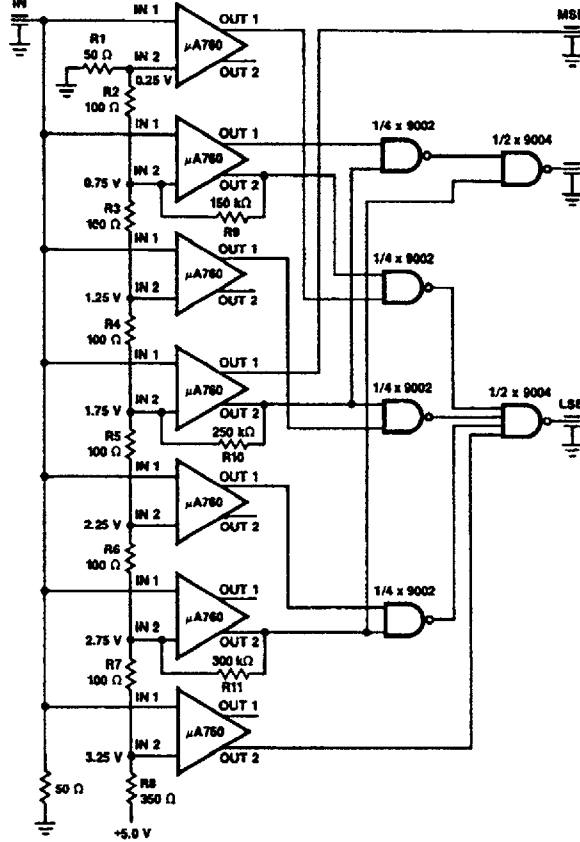 IN
IN 1
OUT 1
MSB
R1
50 Ω
µA760
IN 2
OUT 2
0.25 V
R2
100 Ω
IN 1
OUT 1
1/4 x 9002
1/2 x 9004
µA760
0.75 V
IN 2
OUT 2
R3
100 Ω
150 kΩ
R9
IN 1
OUT 1
1/4 x 9002
µA760
1.25 V
IN 2
OUT 2
R4
100 Ω
IN 1
OUT 1
1/4 x 9002
1/2 x 9004
µA760
1.75 V
IN 2
OUT 2
LSB
R5
100 Ω
250 kΩ
R10
IN 1
OUT 1
µA760
2.25 V
IN 2
OUT 2
R6
100 Ω
IN 1
OUT 1
1/4 x 9002
µA760
2.75 V
IN 2
OUT 2
R7
100 Ω
300 kΩ
R11
IN 1
OUT 1
µA760
3.25 V
IN 2
OUT 2
50 Ω
R8
350 Ω
+5.0 V